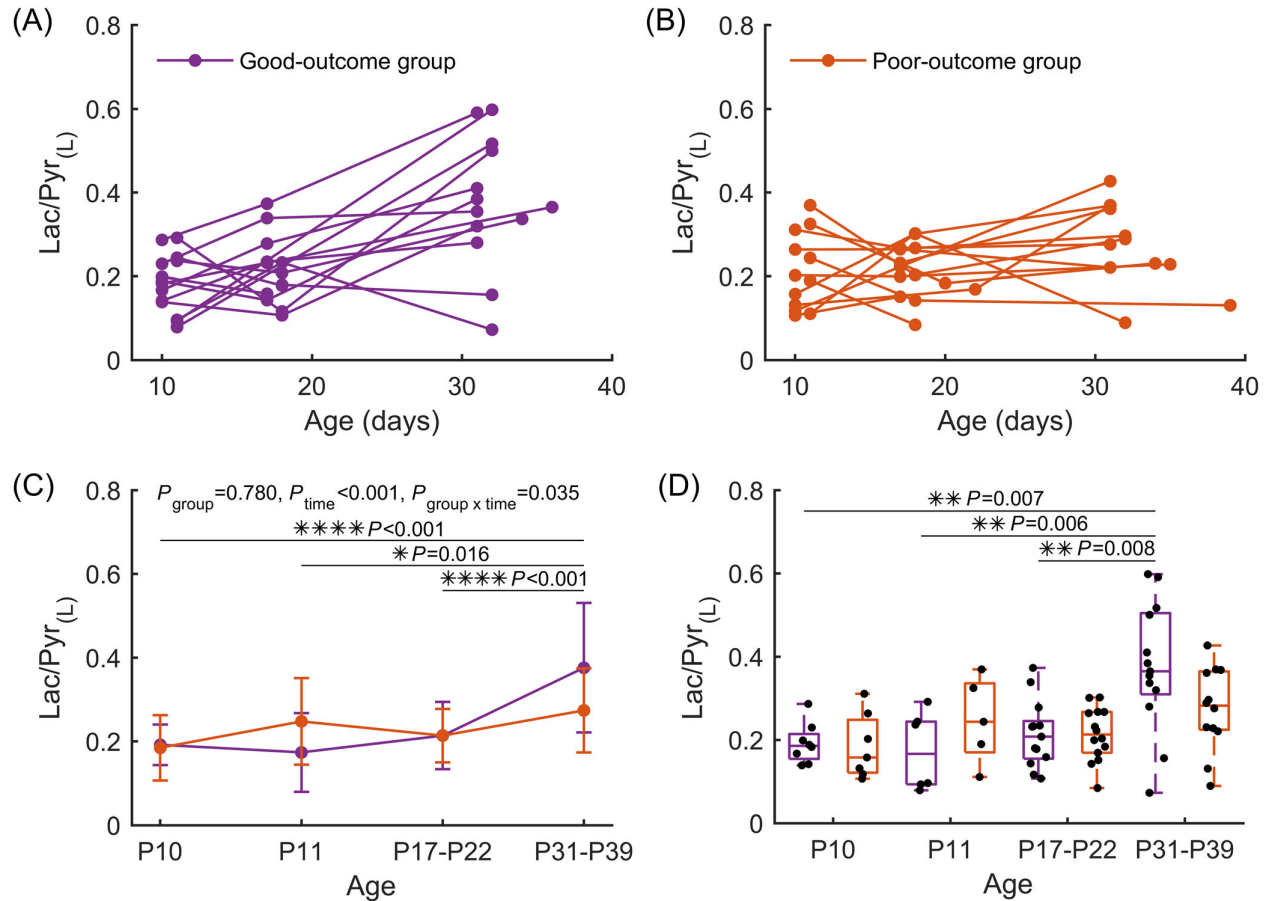 (A)
0.8
0.6
0.4
0.2
0
Lac/Pyr(L)
Good-outcome group
10
20
30
40
Age (days)
(B)
0.8
0.6
0.4
0.2
0
Lac/Pyr(L)
Poor-outcome group
10
20
30
40
Age (days)
(C)
0.8
0.6
0.4
0.2
0
Lac/Pyr(L)
Pgroup=0.780, Ptime<0.001, Pgroup x time=0.035
✳✳✳✳ P<0.001
✳ P=0.016
✳✳✳✳ P<0.001
P10
P11
P17-P22
P31-P39
Age
(D)
0.8
0.6
0.4
0.2
0
Lac/Pyr(L)
✳✳ P=0.007
✳✳ P=0.006
✳✳ P=0.008
P10
P11
P17-P22
P31-P39
Age